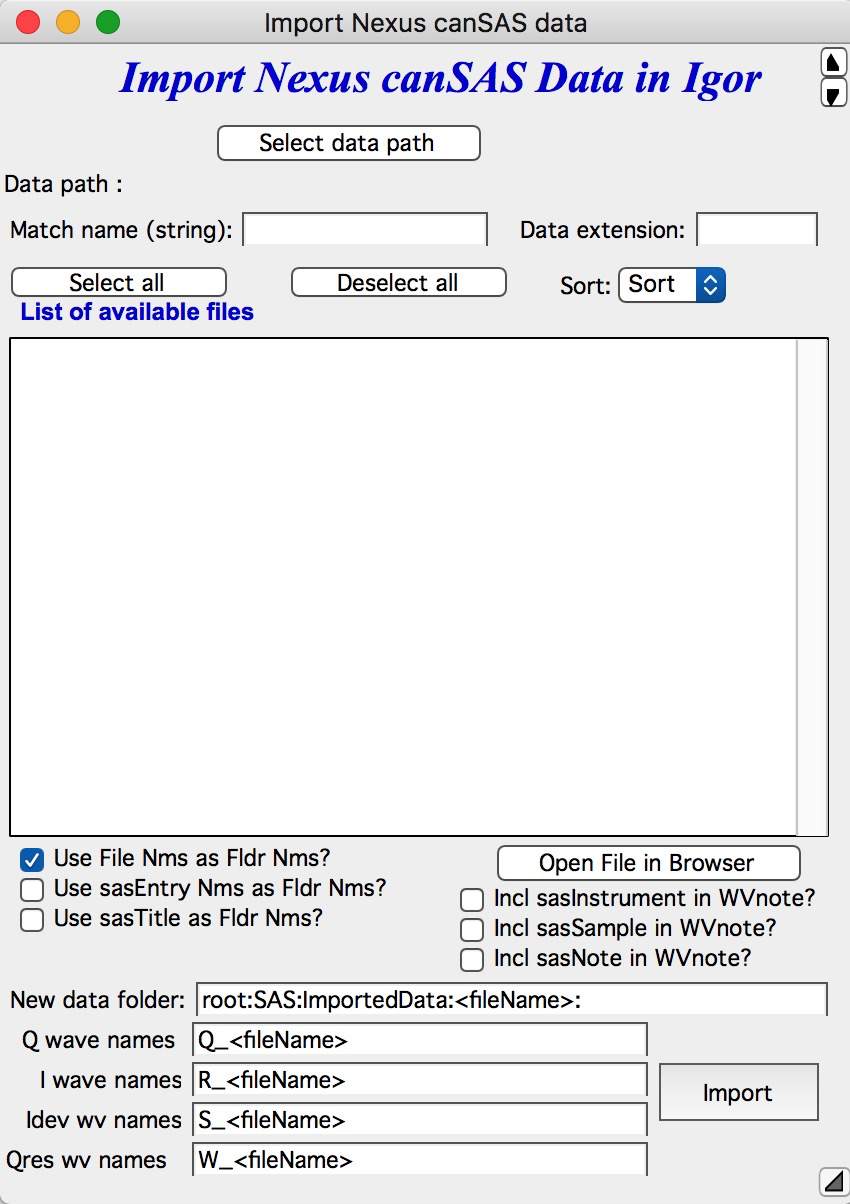 Import Nexus canSAS data
Import Nexus canSAS Data in Igor
Select data path
Data path :
Match name (string): Data extension:
Select all Deselect all Sort: Sort
List of available files
Use File Nms as Fldr Nms? Open File in Browser
Use sasEntry Nms as Fldr Nms? Incl sasInstrument in WVnote?
Use sasTitle as Fldr Nms? Incl sasSample in WVnote?
Incl sasNote in WVnote?
New data folder: root:SAS:ImportedData:<fileName>:
Q wave names Q_<fileName>
I wave names R_<fileName> Import
Idev wv names S_<fileName>
Qres wv names W_<fileName>